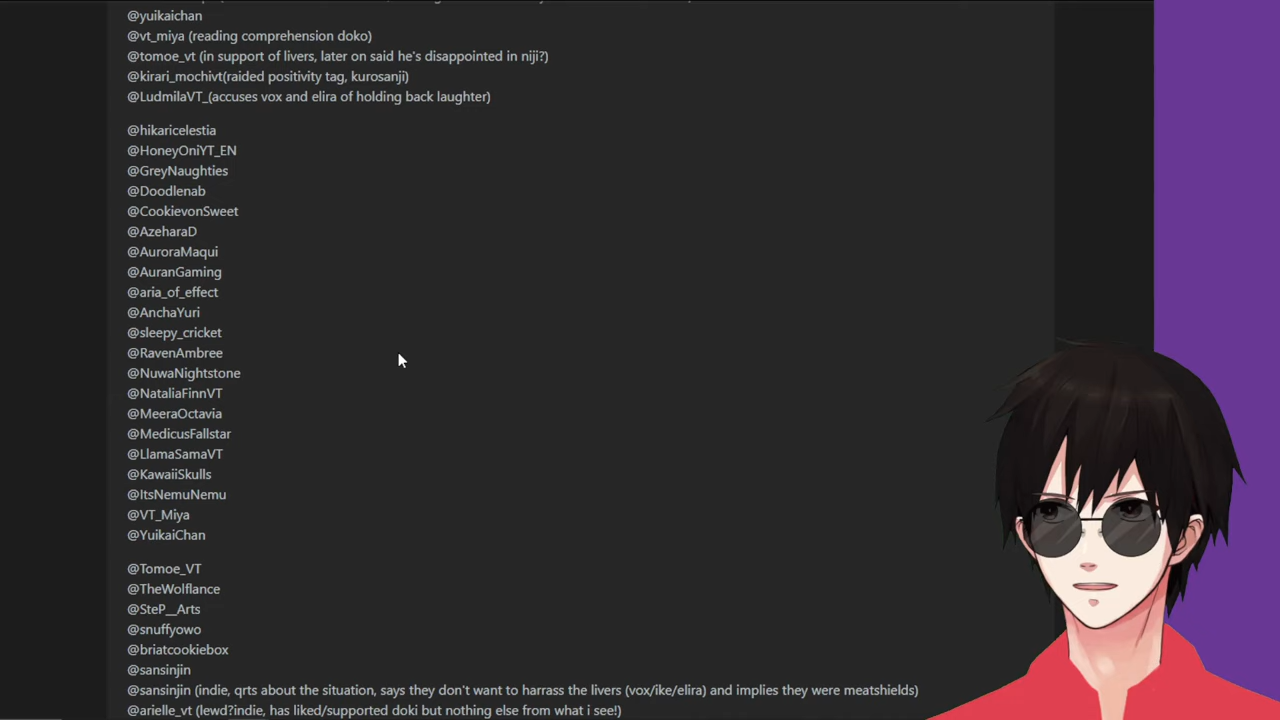 @yuikaichan
@vt_miya (reading comprehension doko)
@tomoe_vt (in support of livers, later on said he's disappointed in niji?)
@kirari_mochivt(raided positivity tag, kurosanji)
@LudmilaVT_(accuses vox and elira of holding back laughter)
@hikaricelestia
@HoneyOniYT_EN
@GreyNaughties
@Doodlenab
@CookievonSweet
@AzeharaD
@AuroraMaqui
@AuranGaming
@aria_of_effect
@AnchaYuri
@sleepy_cricket
@RavenAmbree
@NuwaNightstone
@NataliaFinnVT
@MeeraOctavia
@MedicusFallstar
@LlamaSamaVT
@KawaiiSkulls
@ItsNemuNemu
@VT_Miya
@YuikaiChan
@Tomoe_VT
@TheWolflance
@SteP__Arts
@snuffyowo
@briatcookiebox
@sansinjin
@sansinjin (indie, qrts about the situation, says they don't want to harrass the livers (vox/ike/elira) and implies they were meatshields)
@arielle_vt (lewd?indie, has liked/supported doki but nothing else from what i see!)